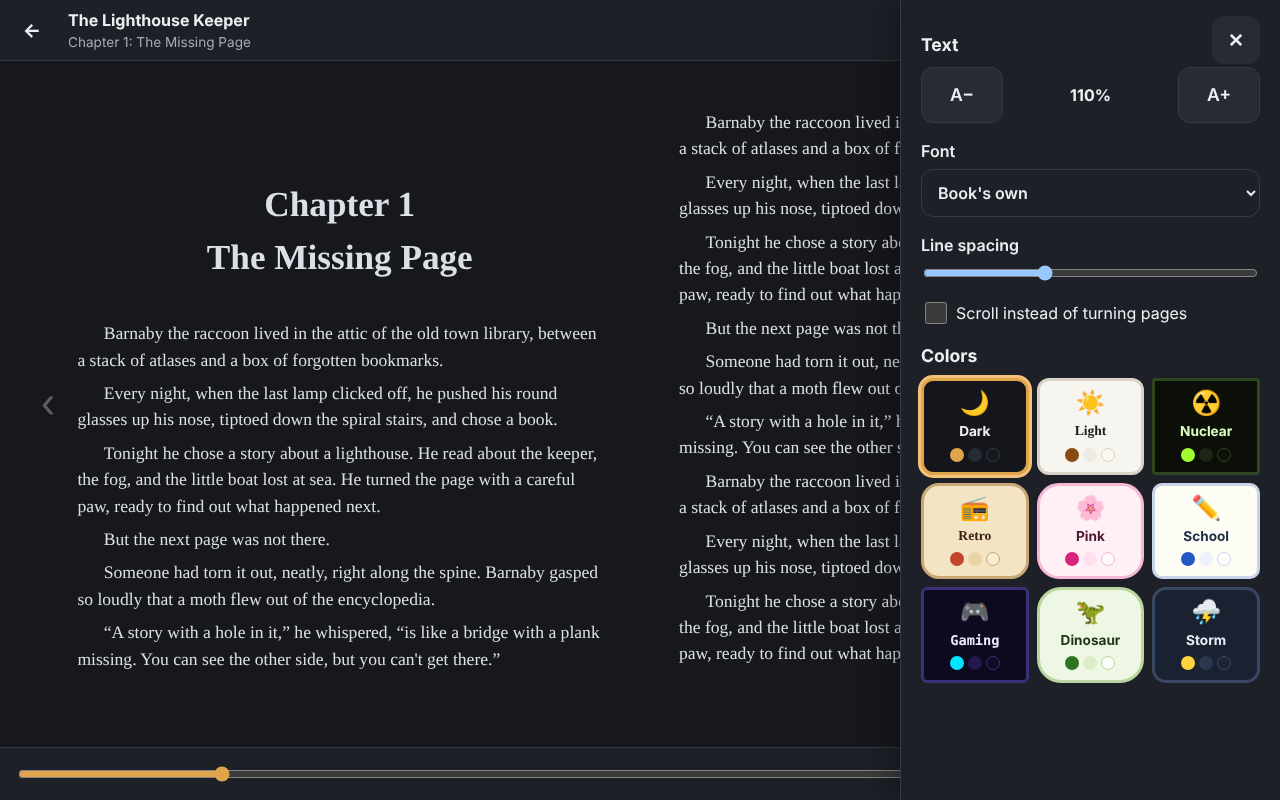 The Lighthouse Keeper
Chapter 1: The Missing Page
Chapter 1
The Missing Page
Barnaby the raccoon lived in the attic of the old town library, between
a stack of atlases and a box of forgotten bookmarks.
Every night, when the last lamp clicked off, he pushed his round
glasses up his nose, tiptoed down the spiral stairs, and chose a book.
Tonight he chose a story about a lighthouse. He read about the keeper,
the fog, and the little boat lost at sea. He turned the page with a careful
paw, ready to find out what happened next.
But the next page was not there.
Someone had torn it out, neatly, right along the spine. Barnaby gasped
so loudly that a moth flew out of the encyclopedia.
“A story with a hole in it,” he whispered, “is like a bridge with a plank
missing. You can see the other side, but you can't get there.”
Barnaby the raccoon lived
a stack of atlases and a box of
Every night, when the last
glasses up his nose, tiptoed
Tonight he chose a story
the fog, and the little boat lost
paw, ready to find out what
But the next page was not
Someone had torn it out,
so loudly that a moth flew out
“A story with a hole in it,”
missing. You can see the other
Barnaby the raccoon lived
a stack of atlases and a box of
Every night, when the last
glasses up his nose, tiptoed
Tonight he chose a story
the fog, and the little boat lost
paw, ready to find out what
Text
✕
A− 110% A+
Font
Book's own
Line spacing
Scroll instead of turning pages
Colors
Dark Light Nuclear
Retro Pink School
Gaming Dinosaur Storm